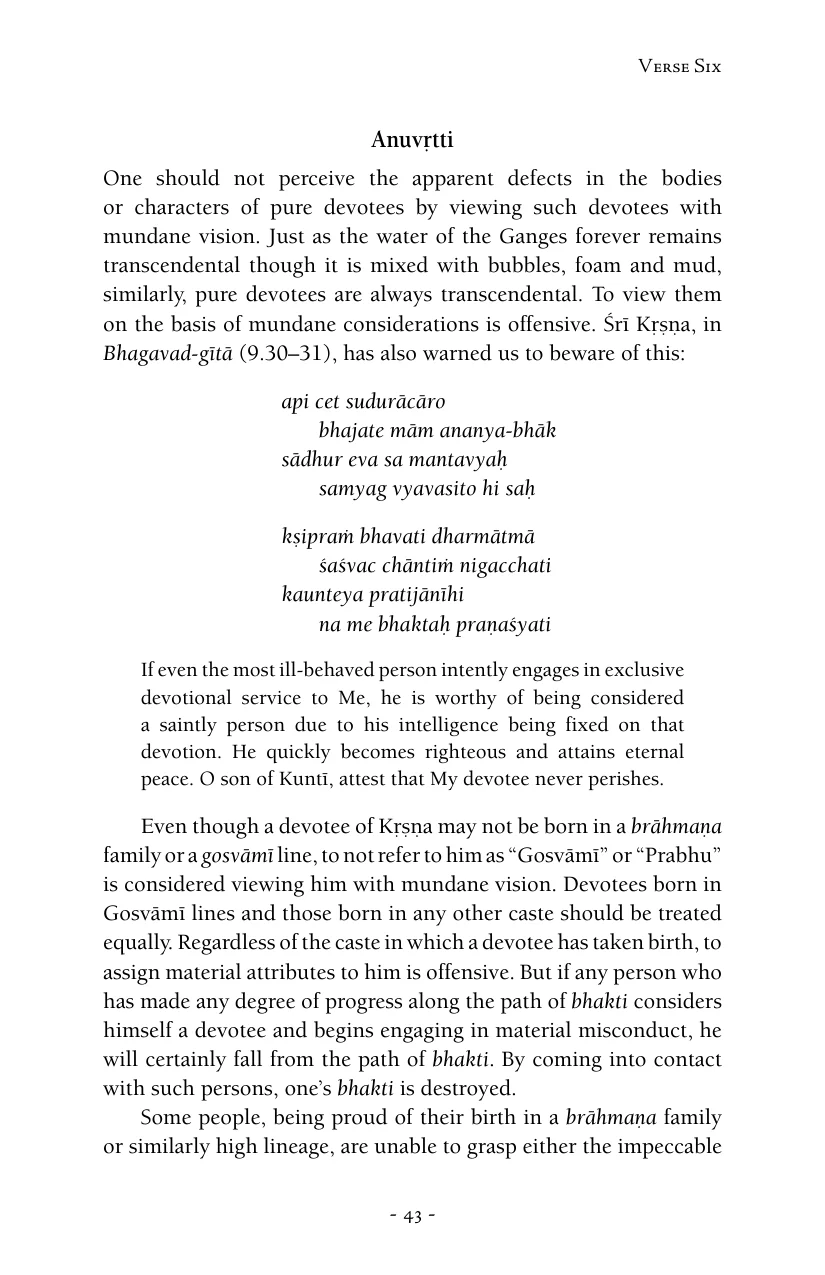 Verse Six
Anuvṛtti
One should not perceive the apparent defects in the bodies
or characters of pure devotees by viewing such devotees with
mundane vision. Just as the water of the Ganges forever remains
transcendental though it is mixed with bubbles, foam and mud,
similarly, pure devotees are always transcendental. To view them
on the basis of mundane considerations is offensive. Śrī Kṛṣṇa, in
Bhagavad-gītā (9.30–31), has also warned us to beware of this:
api cet sudurācāro
bhajate mām ananya-bhāk
sādhur eva sa mantavyaḥ
samyag vyavasito hi saḥ
kṣipraṁ bhavati dharmātmā
śaśvac chāntiṁ nigacchati
kaunteya pratijānīhi
na me bhaktaḥ praṇaśyati
If even the most ill-behaved person intently engages in exclusive
devotional service to Me, he is worthy of being considered
a saintly person due to his intelligence being fixed on that
devotion. He quickly becomes righteous and attains eternal
peace. O son of Kuntī, attest that My devotee never perishes.
Even though a devotee of Kṛṣṇa may not be born in a brāhmaṇa
family or a gosvāmī line, to not refer to him as “Gosvāmī” or “Prabhu”
is considered viewing him with mundane vision. Devotees born in
Gosvāmī lines and those born in any other caste should be treated
equally. Regardless of the caste in which a devotee has taken birth, to
assign material attributes to him is offensive. But if any person who
has made any degree of progress along the path of bhakti considers
himself a devotee and begins engaging in material misconduct, he
will certainly fall from the path of bhakti. By coming into contact
with such persons, one’s bhakti is destroyed.
Some people, being proud of their birth in a brāhmaṇa family
or similarly high lineage, are unable to grasp either the impeccable
- 43 -